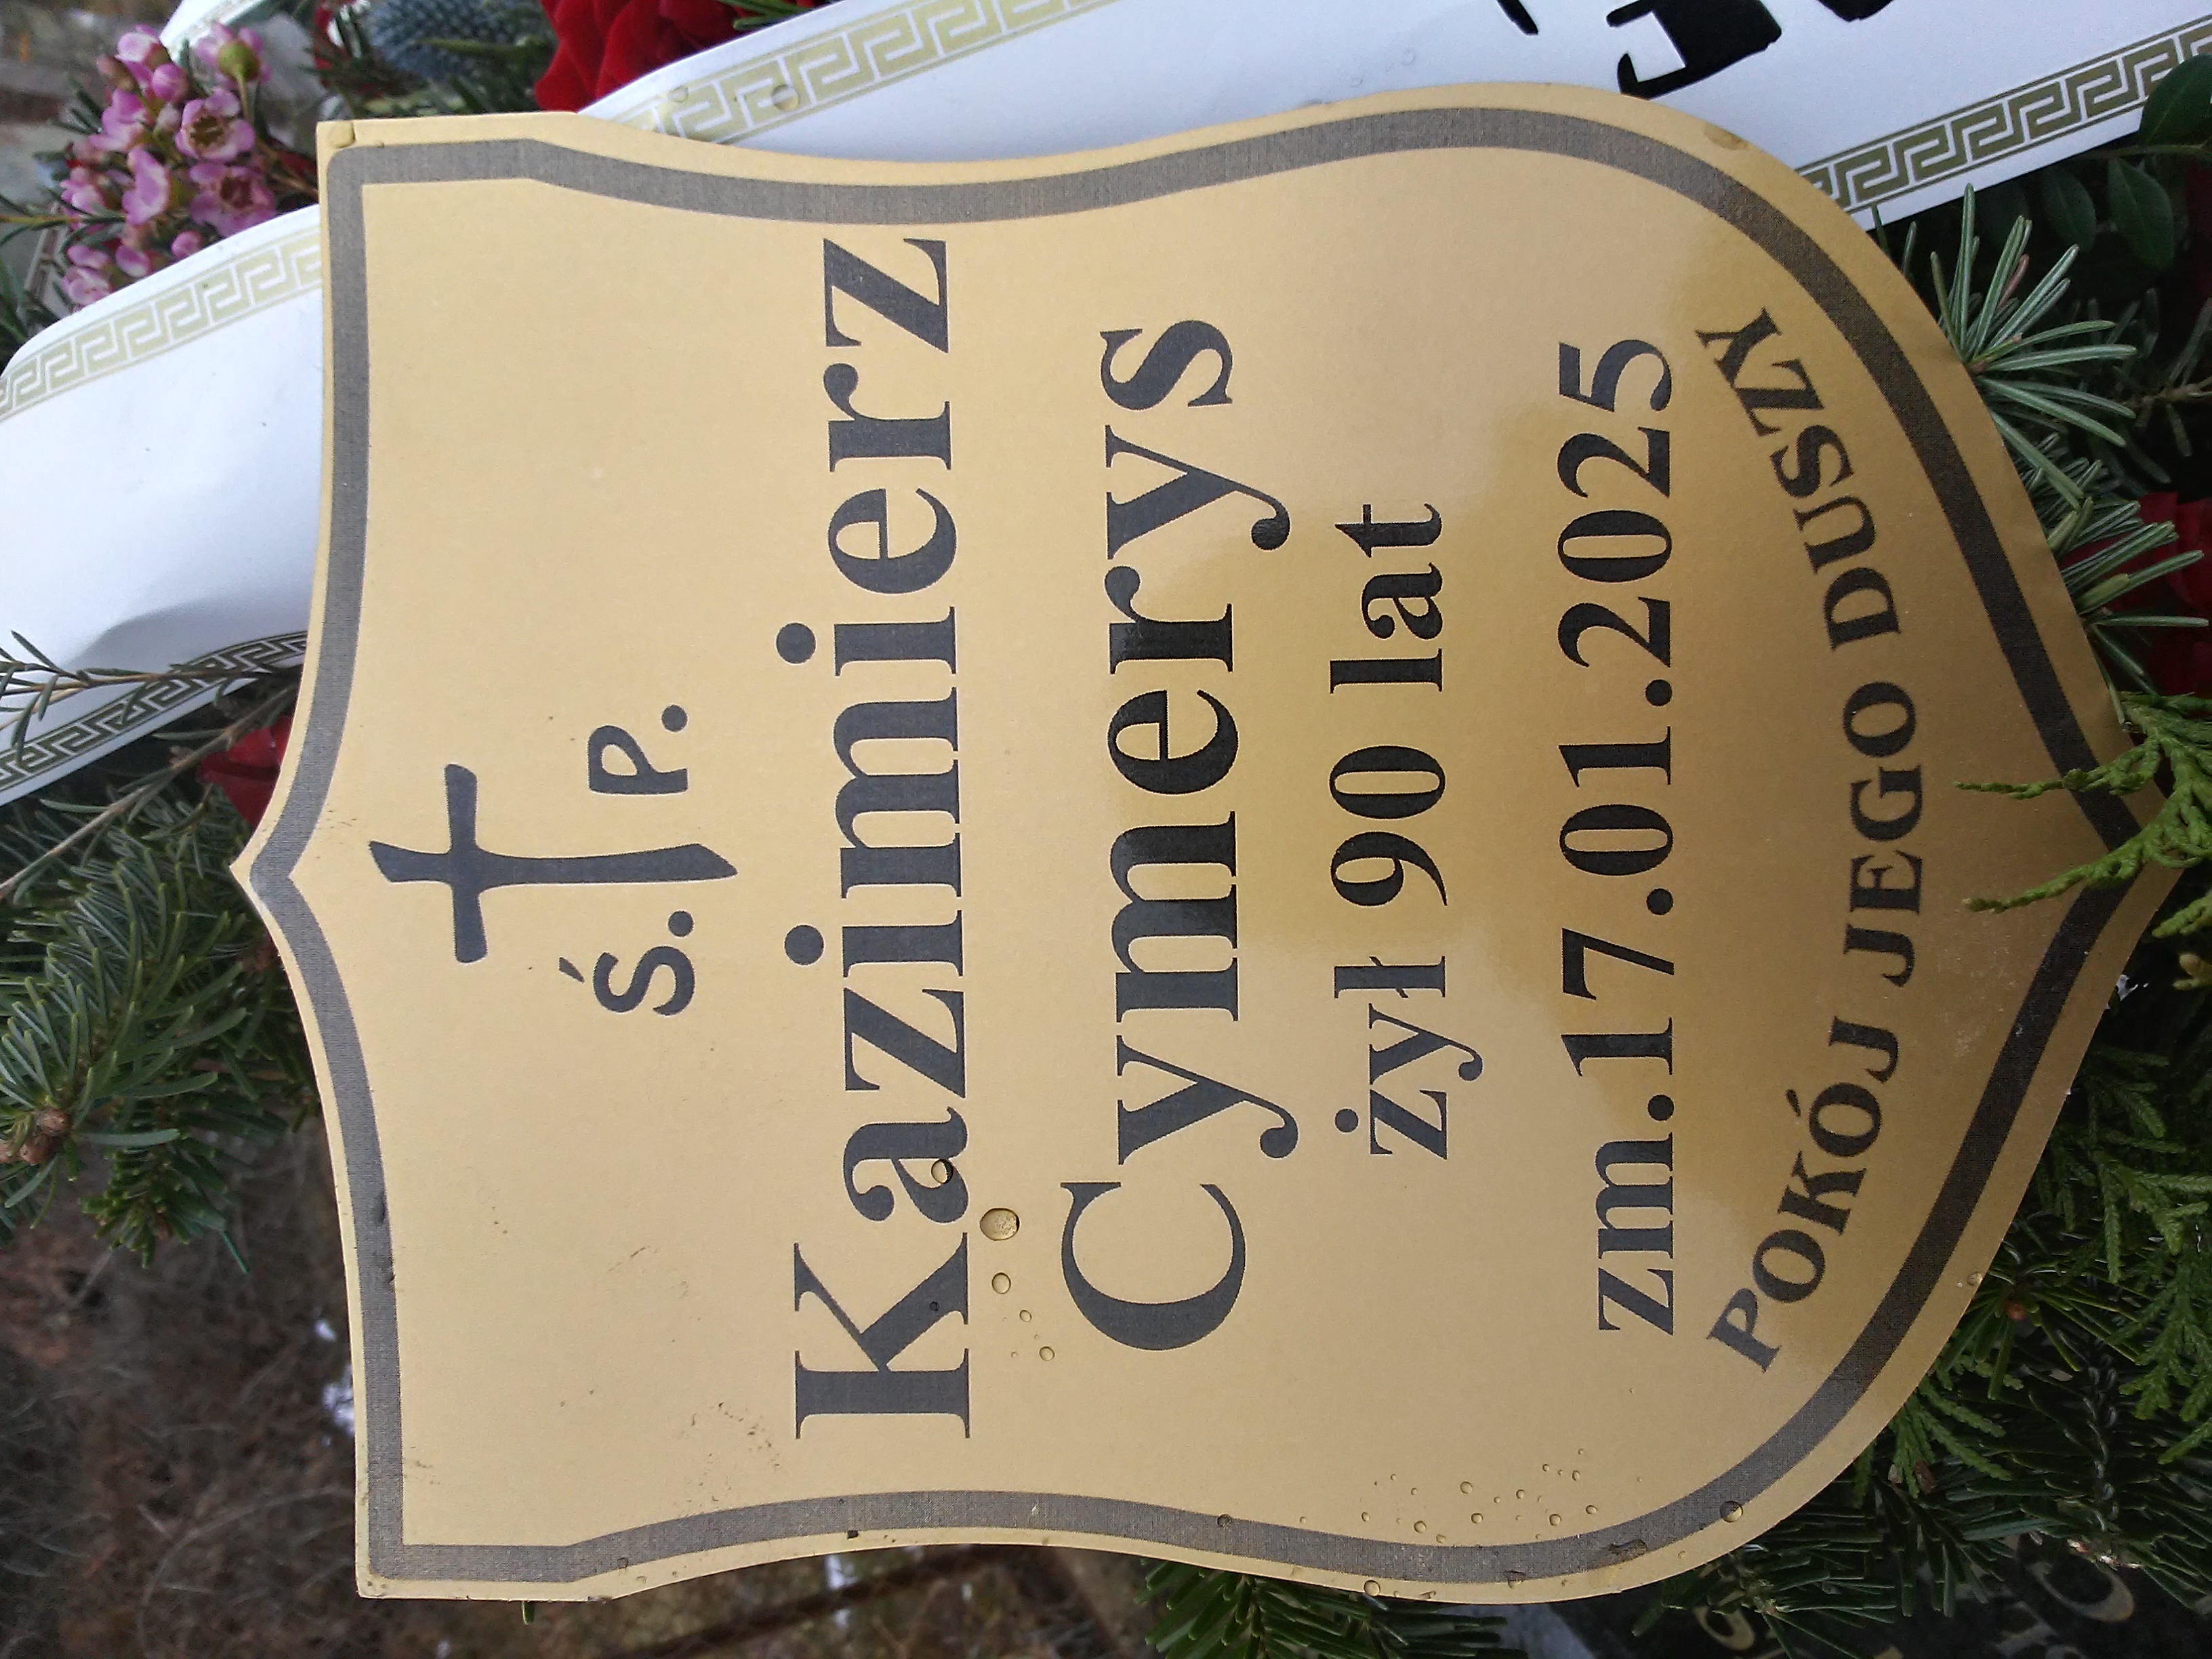 Ś. P.
Kazimierz
Cymerys
żył 90 lat
zm.17.01.2025
POKÓJ JEGO DUSZY